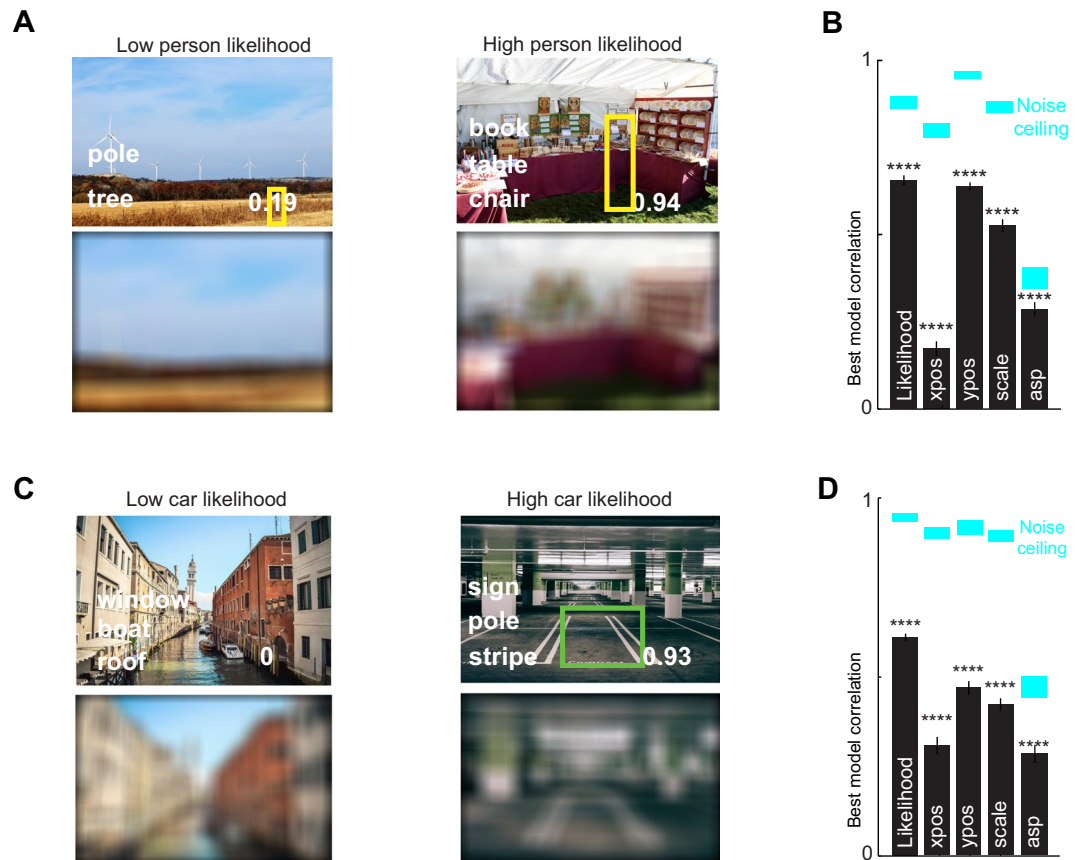 A
Low person likelihood
pole
tree
0.19
High person likelihood
book
table
chair
0.94
B
1
0
Best model correlation
Noise
ceiling
****
****
****
****
****
Likelihood
xpos
ypos
scale
asp
C
Low car likelihood
window
boat
roof
0
High car likelihood
sign
pole
stripe
0.93
D
1
0
Best model correlation
Noise
ceiling
****
****
****
****
****
Likelihood
xpos
ypos
scale
asp